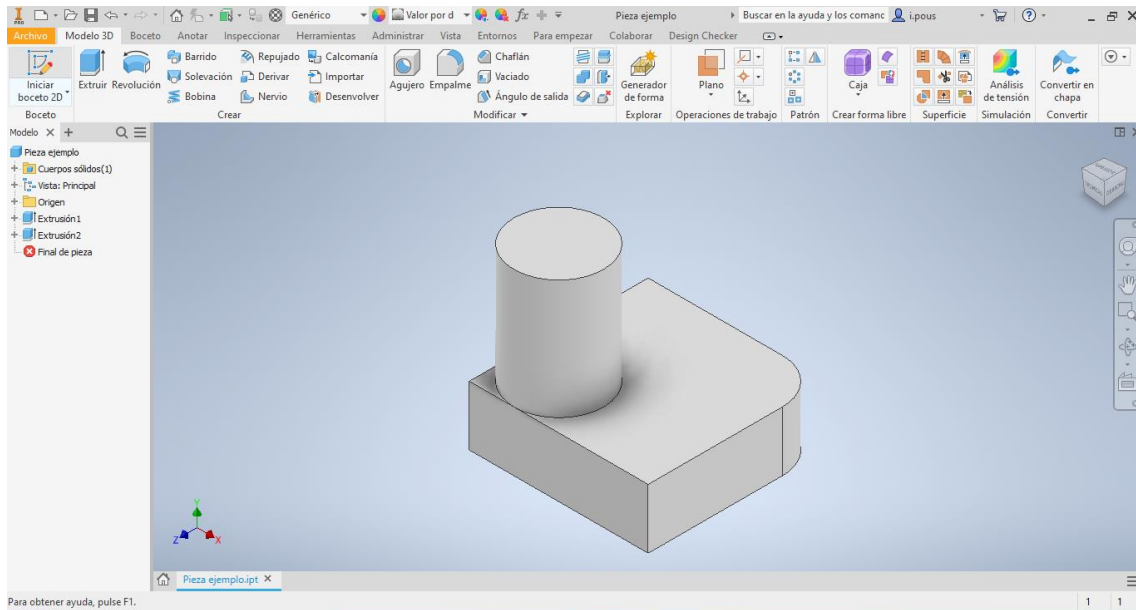 PRO Genérico Valor por d fx Pieza ejemplo Buscar en la ayuda y los comanc i.pous
Archivo Modelo 3D Boceto Anotar Inspeccionar Herramientas Administrar Vista Entornos Para empezar Colaborar Design Checker
Iniciar boceto 2D
Extruir Revolución
Barrido Repujado Calcomanía
Solevación Derivar Importar
Bobina Nervio Desenvolver
Agujero Empalme
Chaflán
Vaciado
Ángulo de salida
Generador de forma
Plano
Caja
Análisis de tensión
Convertir en chapa
Boceto Crear Modificar Explorar Operaciones de trabajo Patrón Crear forma libre Superficie Simulación Convertir
Modelo
Pieza ejemplo
Cuerpos sólidos(1)
Vista: Principal
Origen
Extrusión1
Extrusión2
Final de pieza
Y
Z X
Pieza ejemplo.ipt
Para obtener ayuda, pulse F1. 1 1